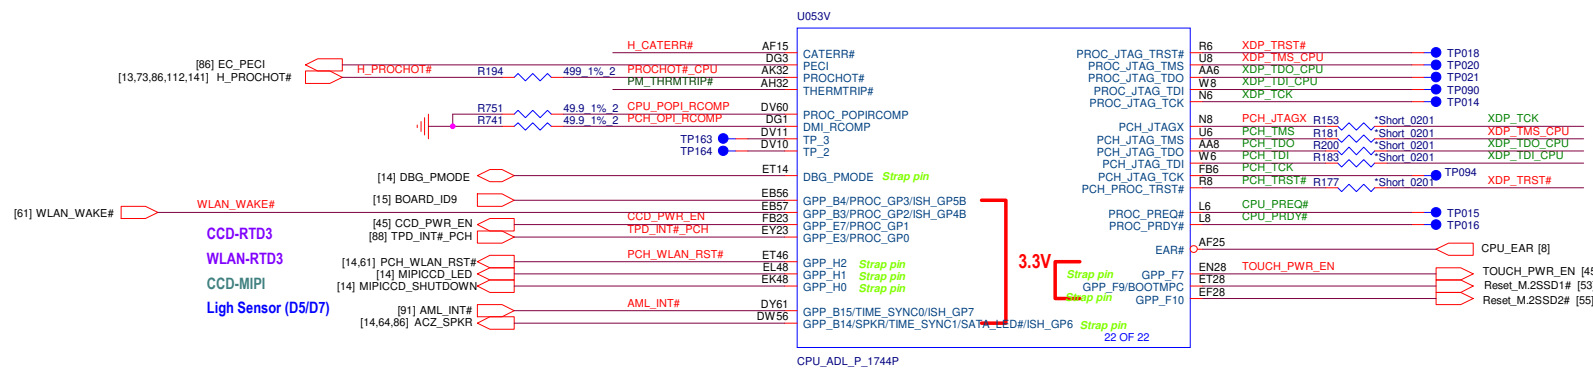 U053V
[86] EC_PECI
[13,73,86,112,141] H_PROCHOT#
H_CATERR# AF15 CATERR#
DG3 PECI
H_PROCHOT# R194 499_1%_2 PROCHOT#_CPU AK32 PROCHOT#
PM_THRMTRIP# AH32 THERMTRIP#
R751 49.9_1%_2 CPU_POPI_RCOMP DV60 PROC_POPIRCOMP
R741 49.9_1%_2 PCH_OPI_RCOMP DG1 DMI_RCOMP
TP163 DV11 TP_3
TP164 DV10 TP_2
[14] DBG_PMODE ET14 DBG_PMODE Strap pin
[15] BOARD_ID9 EB56 GPP_B4/PROC_GP3/ISH_GP5B
[61] WLAN_WAKE# WLAN_WAKE# EB57 GPP_B3/PROC_GP2/ISH_GP4B
[45] CCD_PWR_EN CCD_PWR_EN FB23 GPP_E7/PROC_GP1
[88] TPD_INT#_PCH TPD_INT#_PCH EY23 GPP_E3/PROC_GP0
CCD-RTD3
WLAN-RTD3
CCD-MIPI
Ligh Sensor (D5/D7)
[14,61] PCH_WLAN_RST# PCH_WLAN_RST# ET46 GPP_H2 Strap pin
[14] MIPICCD_LED EL48 GPP_H1 Strap pin
[14] MIPICCD_SHUTDOWN EK48 GPP_H0 Strap pin
[91] AML_INT# AML_INT# DY61 GPP_B15/TIME_SYNC0/ISH_GP7
[14,64,86] ACZ_SPKR DW56 GPP_B14/SPKR/TIME_SYNC1/SATA_LED#/ISH_GP6 Strap pin
PROC_JTAG_TRST# R6 XDP_TRST# TP018
PROC_JTAG_TMS U8 XDP_TMS_CPU TP020
PROC_JTAG_TDO AA6 XDP_TDO_CPU TP021
PROC_JTAG_TDI W8 XDP_TDI_CPU TP090
PROC_JTAG_TCK N6 XDP_TCK TP014
PCH_JTAGX N8 PCH_JTAGX R153 *Short_0201 XDP_TCK
PCH_JTAG_TMS U6 PCH_TMS R181 *Short_0201 XDP_TMS_CPU
PCH_JTAG_TDO AA8 PCH_TDO R200 *Short_0201 XDP_TDO_CPU
PCH_JTAG_TDI W6 PCH_TDI R183 *Short_0201 XDP_TDI_CPU
PCH_JTAG_TCK FB6 PCH_TCK TP094
PCH_PROC_TRST# R8 PCH_TRST# R177 *Short_0201 XDP_TRST#
PROC_PREQ# L6 CPU_PREQ# TP015
PROC_PRDY# L8 CPU_PRDY# TP016
EAR# AF25 CPU_EAR [8]
3.3V
Strap pin GPP_F7 EN28 TOUCH_PWR_EN TOUCH_PWR_EN [45
GPP_F9/BOOTMPC ET28 Reset_M.2SSD1# [53]
Strap pin GPP_F10 EF28 Reset_M.2SSD2# [55]
22 OF 22
CPU_ADL_P_1744P